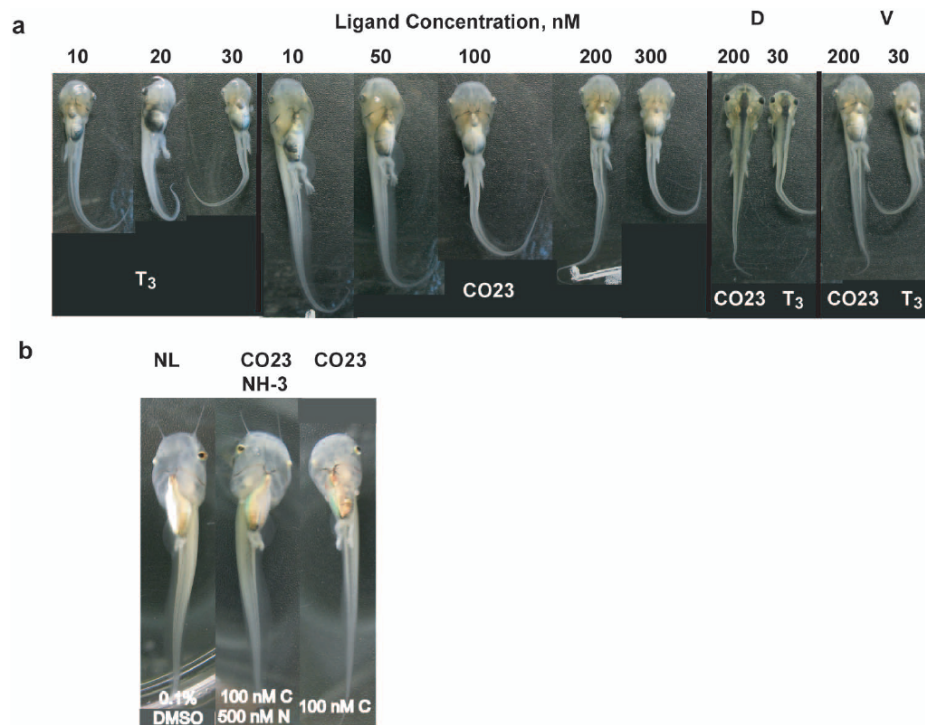 a
Ligand Concentration, nM
D V
10 20 30 10 50 100 200 300 200 30 200 30
T3
CO23
CO23 T3
CO23 T3
b
NL CO23 CO23
NH-3
0.1%
DMSO
100 nM C
500 nM N
100 nM C